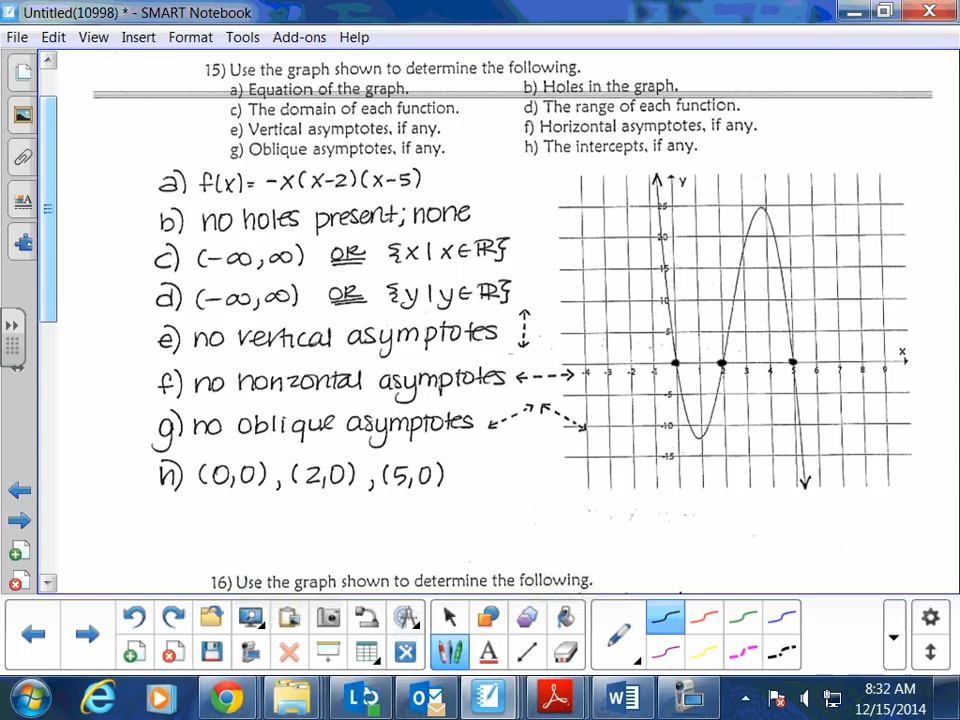 Untitled(10998) * - SMART Notebook
File Edit View Insert Format Tools Add-ons Help
15) Use the graph shown to determine the following.
a) Equation of the graph. b) Holes in the graph.
c) The domain of each function. d) The range of each function.
e) Vertical asymptotes, if any. f) Horizontal asymptotes, if any.
g) Oblique asymptotes, if any. h) The intercepts, if any.
a) f(x)= -x(x-2)(x-5)
b) no holes present; none
c) (-∞,∞) OR {x|x∈ℝ}
d) (-∞,∞) OR {y|y∈ℝ}
e) no vertical asymptotes
f) no horizontal asymptotes
g) no oblique asymptotes
h) (0,0), (2,0), (5,0)
y
25
20
15
10
5
x
-4 -3 -2 -1 1 2 3 4 5 6 7 8 9
-5
-10
-15
16) Use the graph shown to determine the following.
8:32 AM
12/15/2014